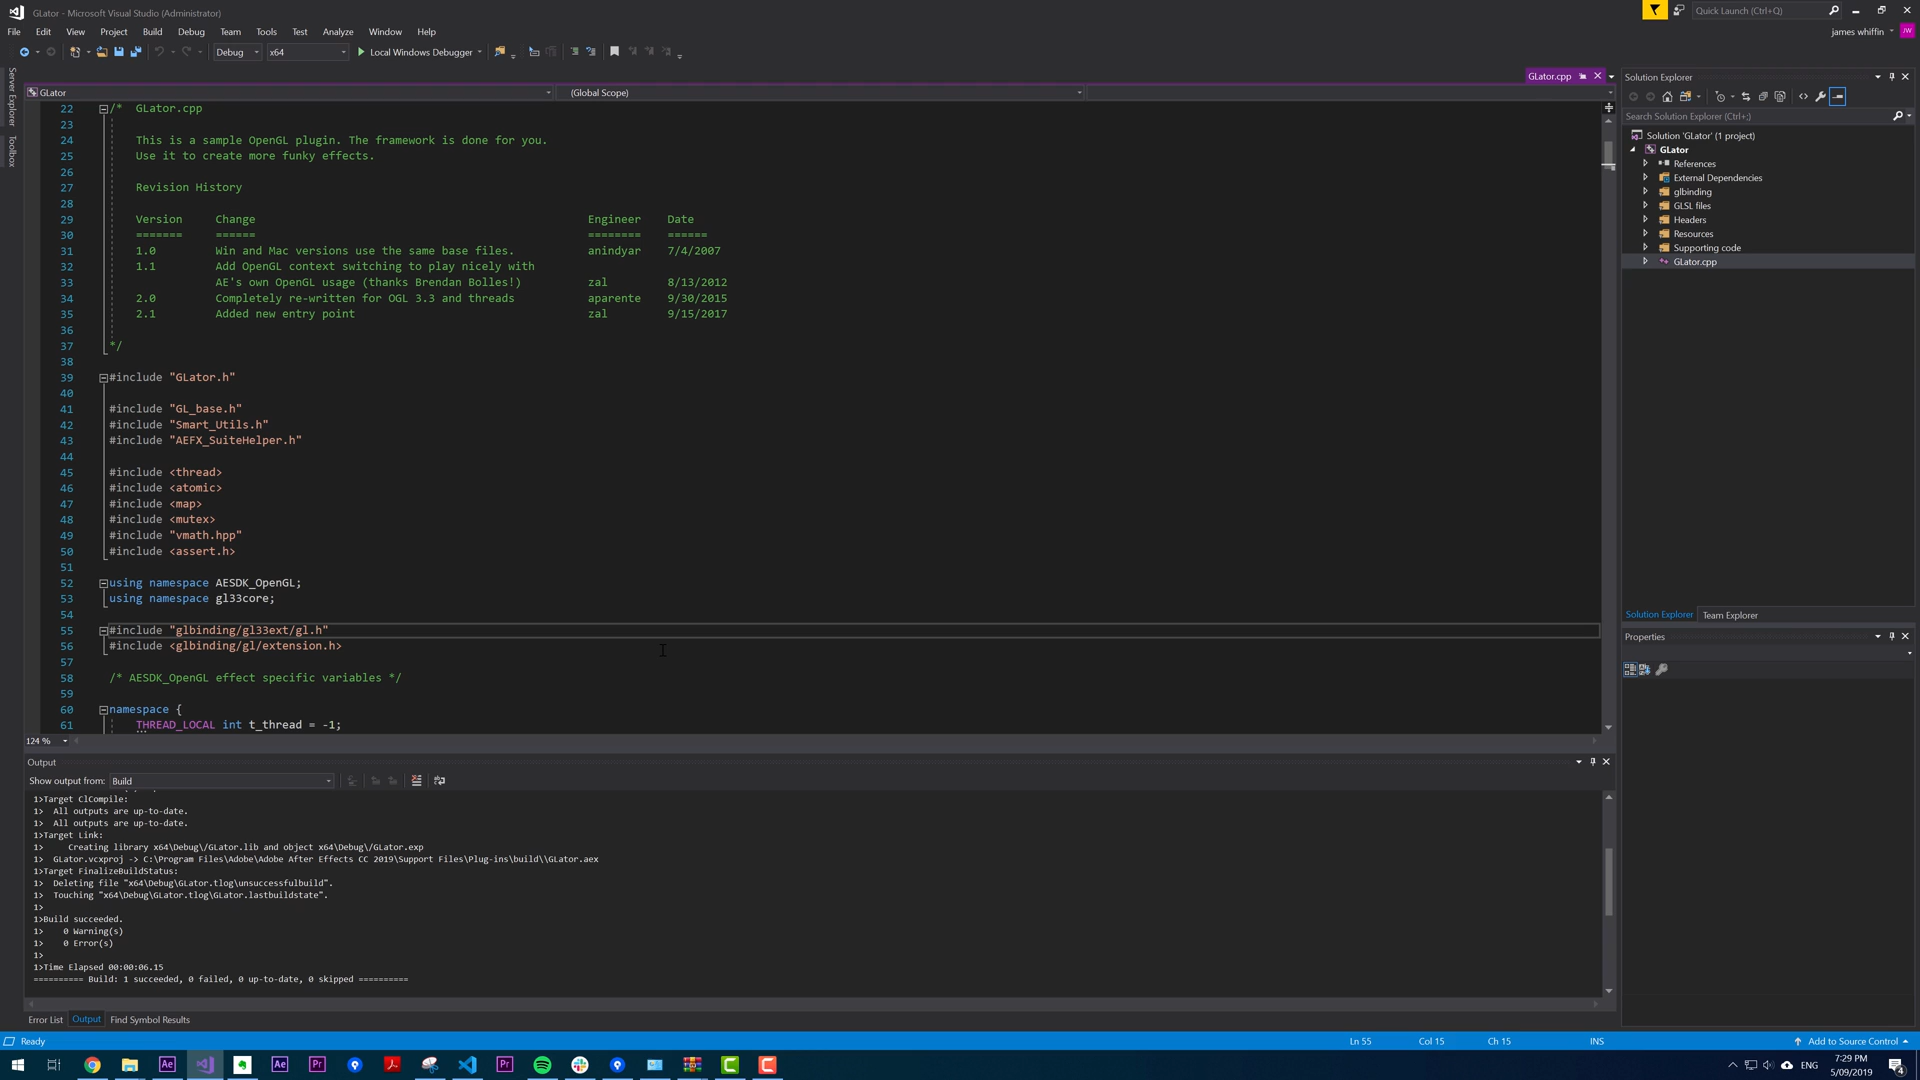 GLator - Microsoft Visual Studio (Administrator)
Quick Launch (Ctrl+Q)
File Edit View Project Build Debug Team Tools Test Analyze Window Help
james whiffin
JW
Debug x64 Local Windows Debugger
Server Explorer
Toolbox
GLator.cpp
GLator
(Global Scope)
22 /* GLator.cpp
23
24 This is a sample OpenGL plugin. The framework is done for you.
25 Use it to create more funky effects.
26
27 Revision History
28
29 Version Change Engineer Date
30 ======= ====== ======== ======
31 1.0 Win and Mac versions use the same base files. anindyar 7/4/2007
32 1.1 Add OpenGL context switching to play nicely with
33 AE's own OpenGL usage (thanks Brendan Bolles!) zal 8/13/2012
34 2.0 Completely re-written for OGL 3.3 and threads aparente 9/30/2015
35 2.1 Added new entry point zal 9/15/2017
36
37 */
38
39 #include "GLator.h"
40
41 #include "GL_base.h"
42 #include "Smart_Utils.h"
43 #include "AEFX_SuiteHelper.h"
44
45 #include <thread>
46 #include <atomic>
47 #include <map>
48 #include <mutex>
49 #include "vmath.hpp"
50 #include <assert.h>
51
52 using namespace AESDK_OpenGL;
53 using namespace gl33core;
54
55 #include "glbinding/gl33ext/gl.h"
56 #include <glbinding/gl/extension.h>
57
58 /* AESDK_OpenGL effect specific variables */
59
60 namespace {
61 THREAD_LOCAL int t_thread = -1;
124 %
Solution Explorer
Search Solution Explorer (Ctrl+;)
Solution 'GLator' (1 project)
GLator
References
External Dependencies
glbinding
GLSL files
Headers
Resources
Supporting code
GLator.cpp
Solution Explorer Team Explorer
Properties
Output
Show output from: Build
1>Target ClCompile:
1> All outputs are up-to-date.
1> All outputs are up-to-date.
1>Target Link:
1> Creating library x64\Debug\/GLator.lib and object x64\Debug\/GLator.exp
1> GLator.vcxproj -> C:\Program Files\Adobe\Adobe After Effects CC 2019\Support Files\Plug-ins\build\\GLator.aex
1>Target FinalizeBuildStatus:
1> Deleting file "x64\Debug\GLator.tlog\unsuccessfulbuild".
1> Touching "x64\Debug\GLator.tlog\GLator.lastbuildstate".
1>
1>Build succeeded.
1> 0 Warning(s)
1> 0 Error(s)
1>
1>Time Elapsed 00:00:06.15
========== Build: 1 succeeded, 0 failed, 0 up-to-date, 0 skipped ==========
Error List Output Find Symbol Results
Ready
Ln 55 Col 15 Ch 15 INS
Add to Source Control
Ae Ae Pr Pr
ENG
7:29 PM
5/09/2019
4